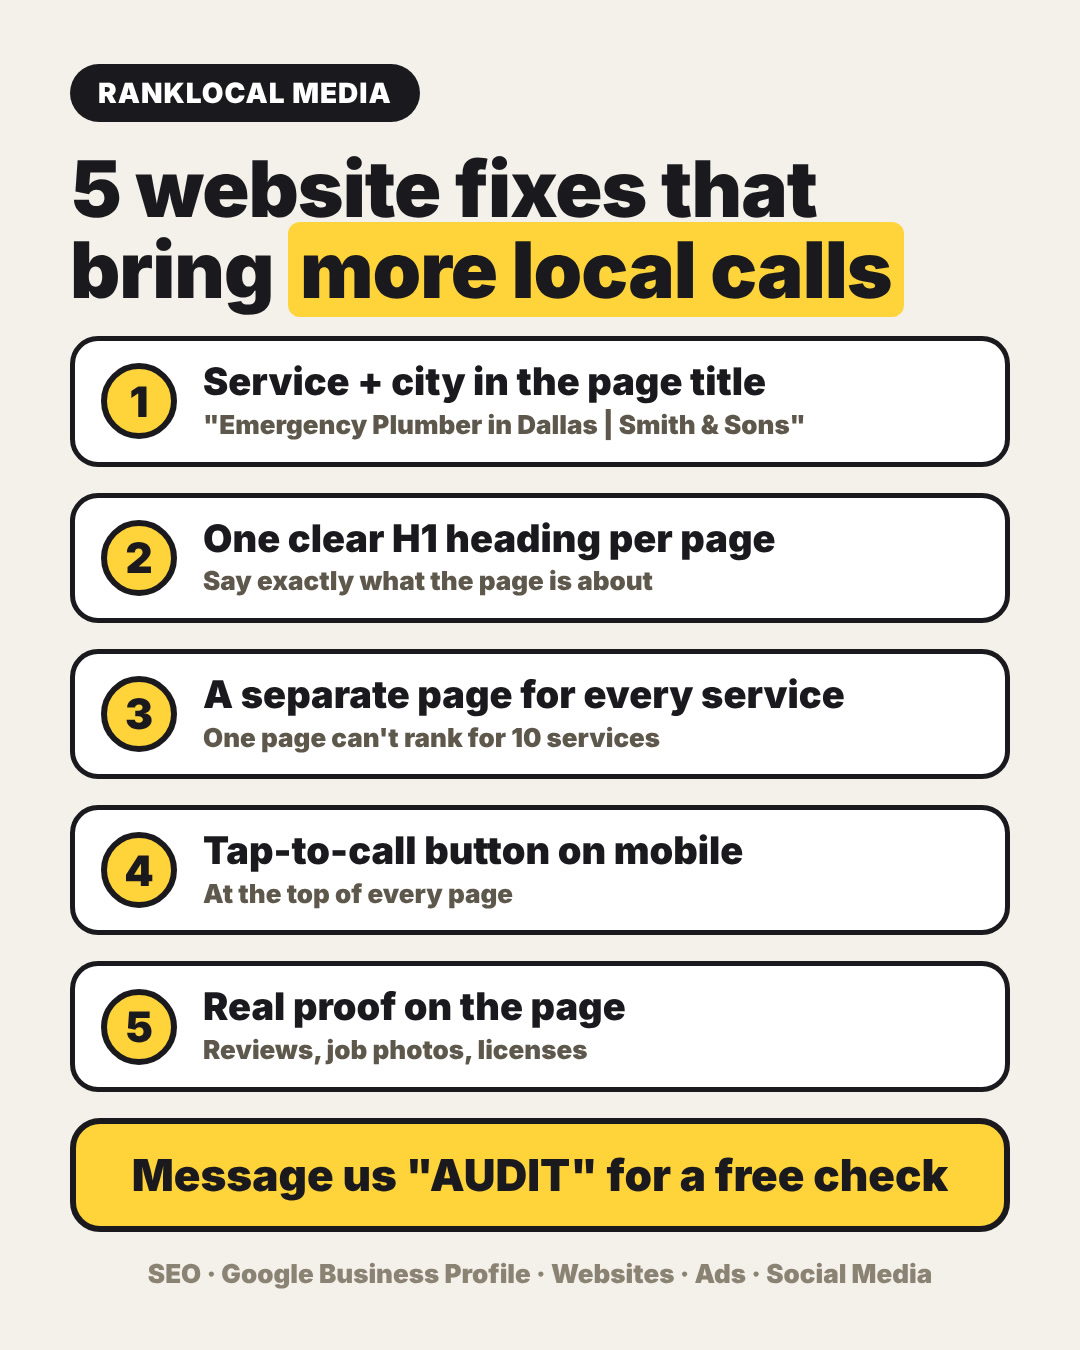 RANKLOCAL MEDIA
5 website fixes that
bring more local calls
1
Service + city in the page title
"Emergency Plumber in Dallas | Smith & Sons"
2
One clear H1 heading per page
Say exactly what the page is about
3
A separate page for every service
One page can't rank for 10 services
4
Tap-to-call button on mobile
At the top of every page
5
Real proof on the page
Reviews, job photos, licenses
Message us "AUDIT" for a free check
SEO · Google Business Profile · Websites · Ads · Social Media